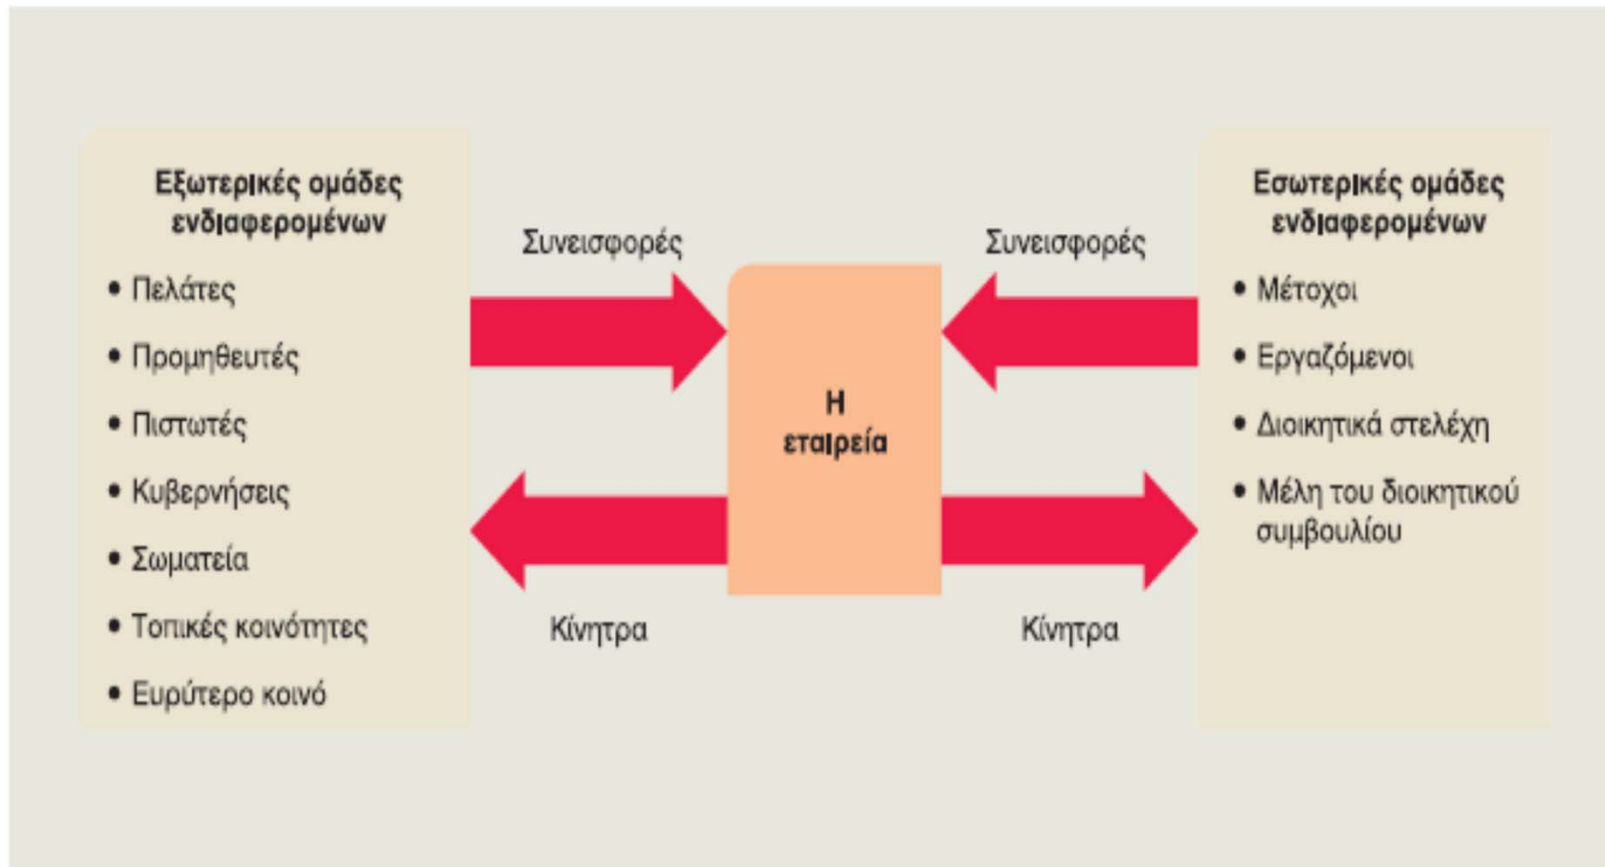 Εξωτερικές ομάδες
ενδιαφερομένων
• Πελάτες
• Προμηθευτές
• Πιστωτές
• Κυβερνήσεις
• Σωματεία
• Τοπικές κοινότητες
• Ευρύτερο κοινό
Συνεισφορές
Κίνητρα
Η
εταιρεία
Συνεισφορές
Κίνητρα
Εσωτερικές ομάδες
ενδιαφερομένων
• Μέτοχοι
• Εργαζόμενοι
• Διοικητικά στελέχη
• Μέλη του διοικητικού
συμβουλίου